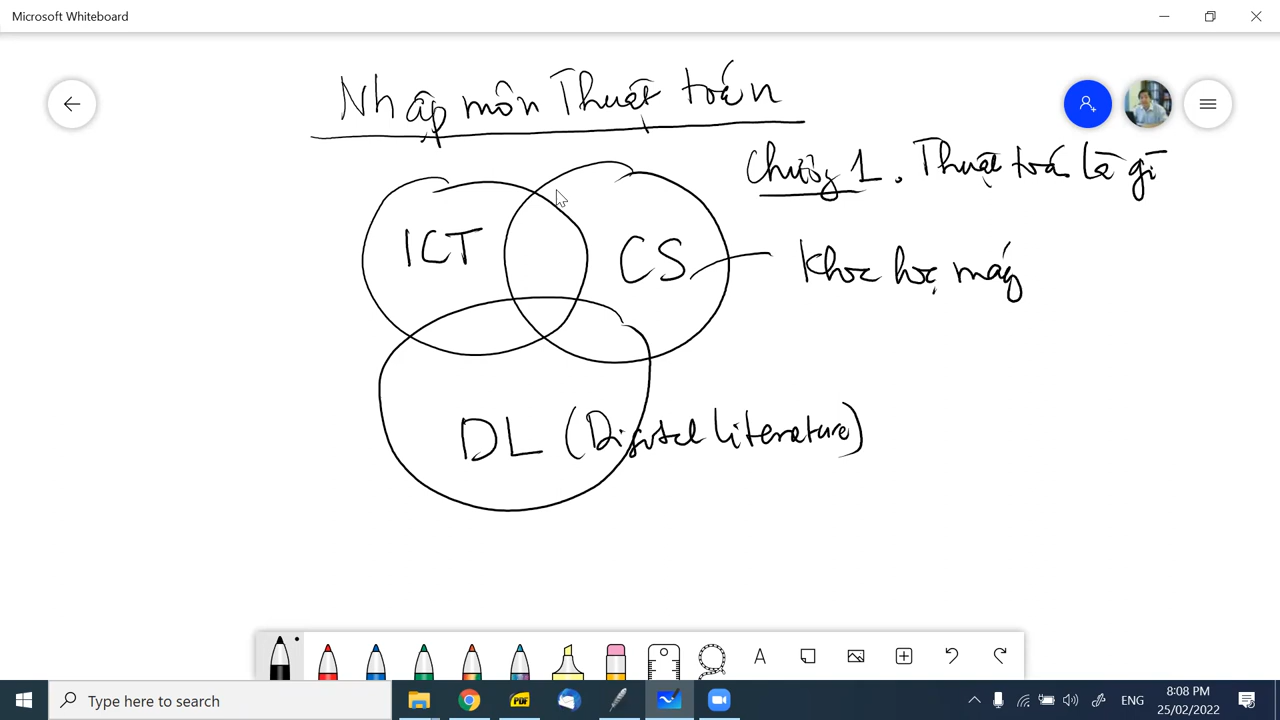 Microsoft Whiteboard
Nhập môn Thuật toán
Chương 1. Thuật toán là gì
ICT
CS
Khoa học máy
DL (Digital literature)
Type here to search
PDF
ENG
8:08 PM
25/02/2022